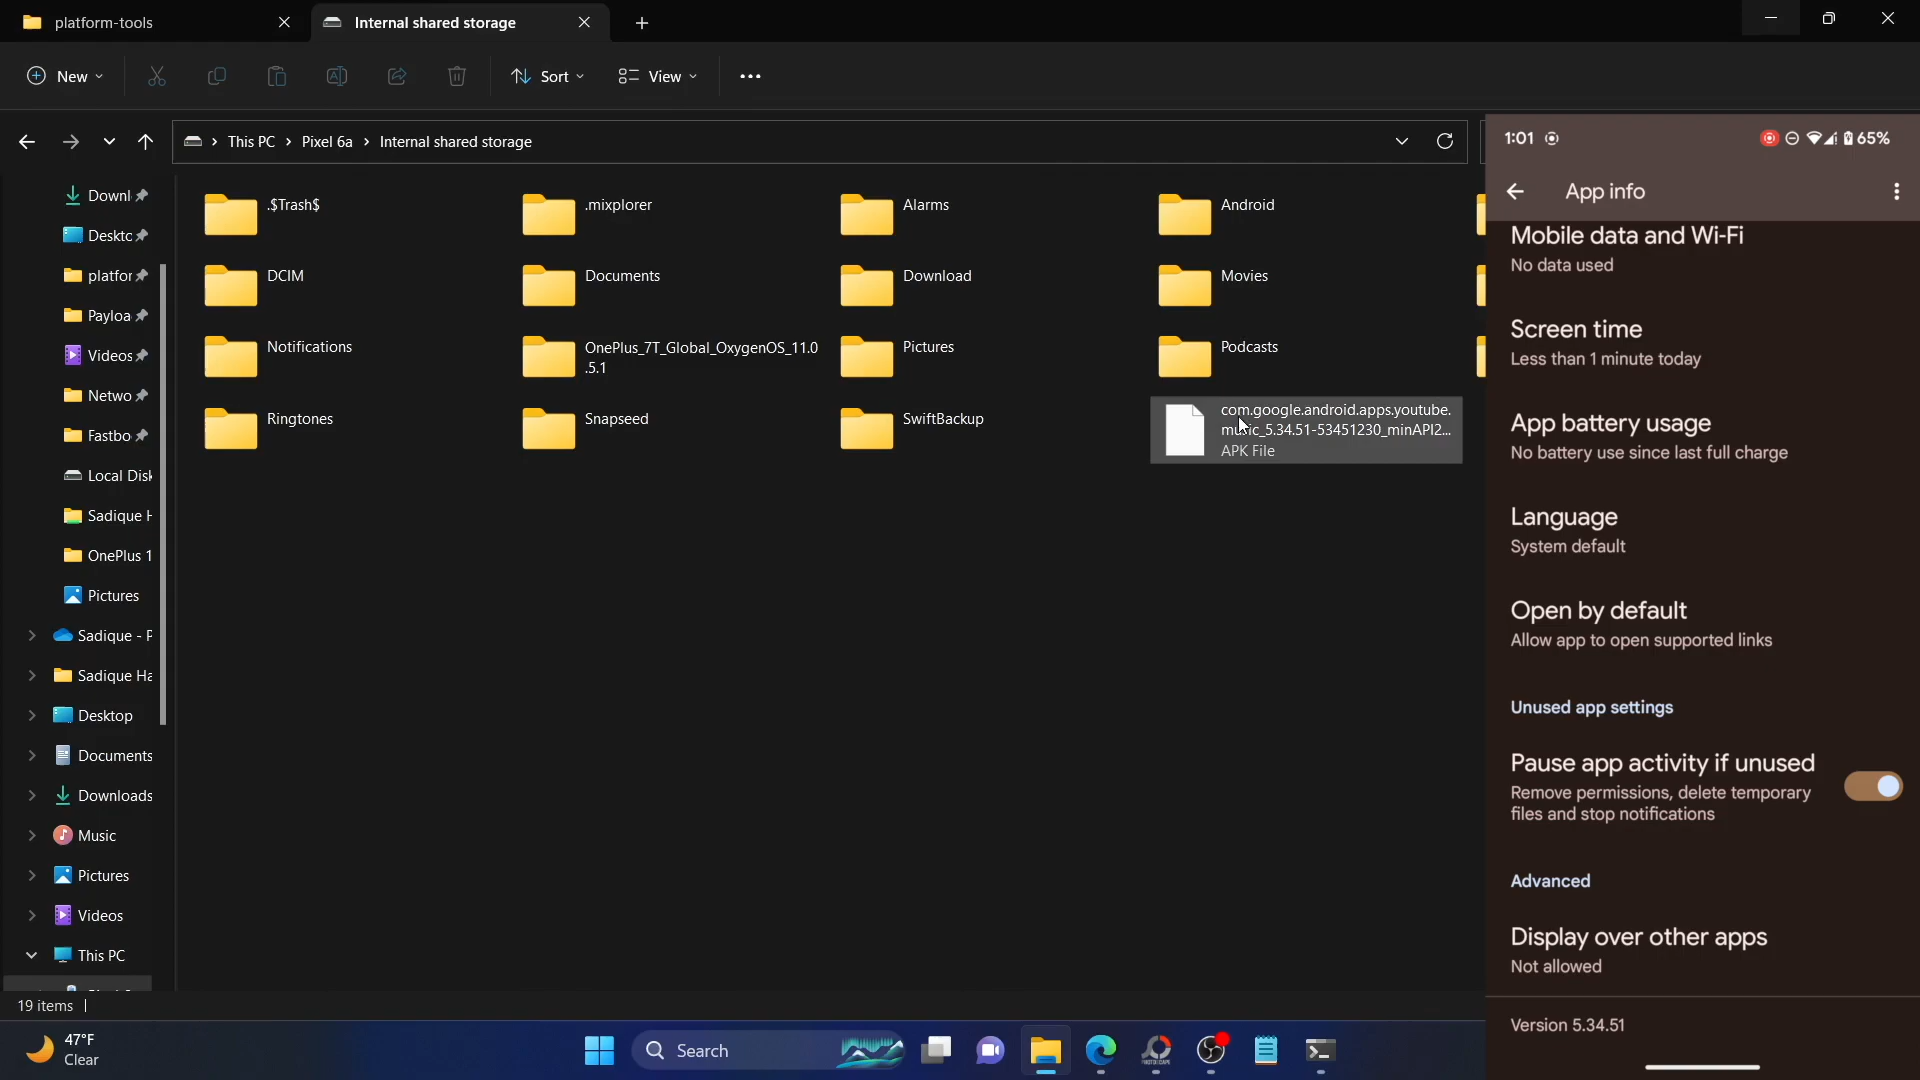 platform-tools
Internal shared storage
New
Sort
View
This PC
Pixel 6a
Internal shared storage
Downl
Deskto
platfor
Payloa
Videos
Netwo
Fastbo
Local Disk
Sadique H
OnePlus 1
Pictures
Sadique - P
Sadique Ha
Desktop
Documents
Downloads
Music
Pictures
Videos
This PC
.$Trash$
.mixplorer
Alarms
Android
DCIM
Documents
Download
Movies
Notifications
OnePlus_7T_Global_OxygenOS_11.0
.5.1
Pictures
Podcasts
Ringtones
Snapseed
SwiftBackup
com.google.android.apps.youtube.
music_5.34.51-53451230_minAPI2...
APK File
19 items
1:01
65%
App info
Mobile data and Wi-Fi
No data used
Screen time
Less than 1 minute today
App battery usage
No battery use since last full charge
Language
System default
Open by default
Allow app to open supported links
Unused app settings
Pause app activity if unused
Remove permissions, delete temporary
files and stop notifications
Advanced
Display over other apps
Not allowed
Version 5.34.51
47°F
Clear
Search